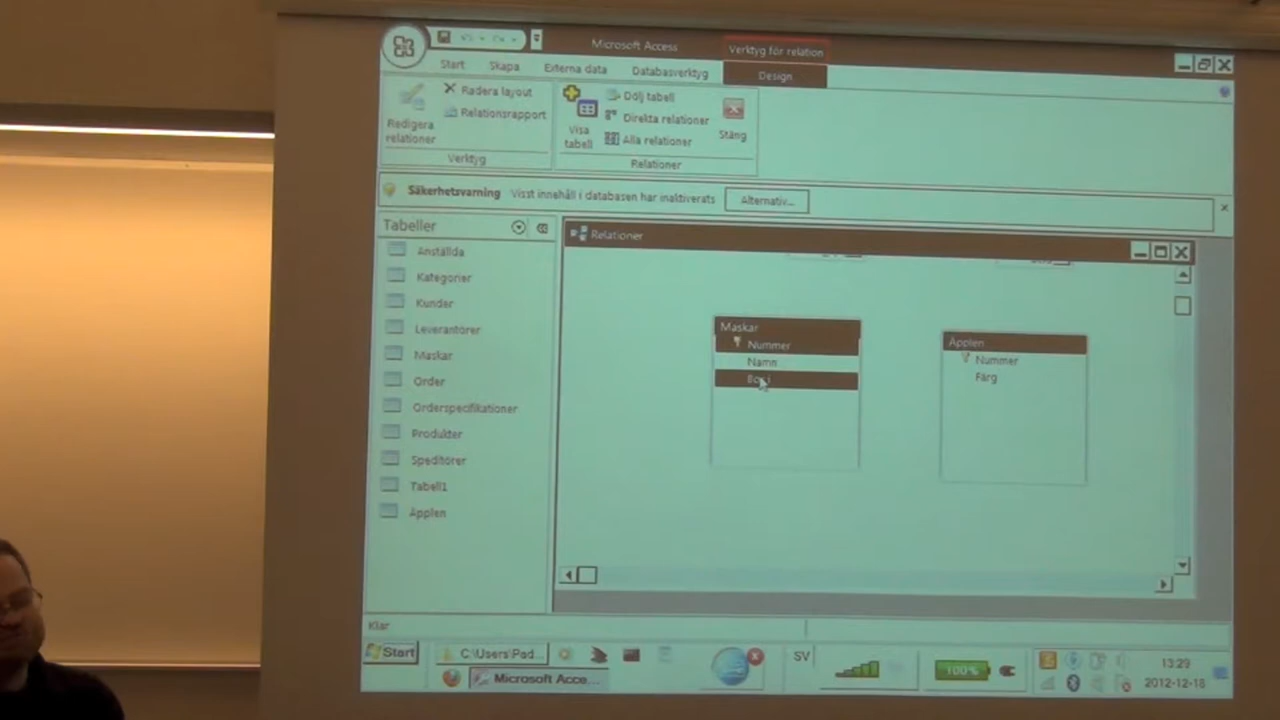 Microsoft Access
Verktyg för relation
Start
Skapa
Externa data
Databasverktyg
Design
Redigera
relationer
Radera layout
Relationsrapport
Verktyg
Visa
tabell
Dölj tabell
Direkta relationer
Alla relationer
Stäng
Relationer
Säkerhetsvarning
Visst innehåll i databasen har inaktiverats
Alternativ...
Tabeller
Anställda
Kategorier
Kunder
Leverantörer
Maskar
Order
Orderspecifikationer
Produkter
Speditörer
Tabell1
Äpplen
Relationer
Maskar
Nummer
Namn
Äpplen
Nummer
Färg
Klar
Start
C:\Users\Pad...
Microsoft Acce...
SV
100%
13:29
2012-12-18